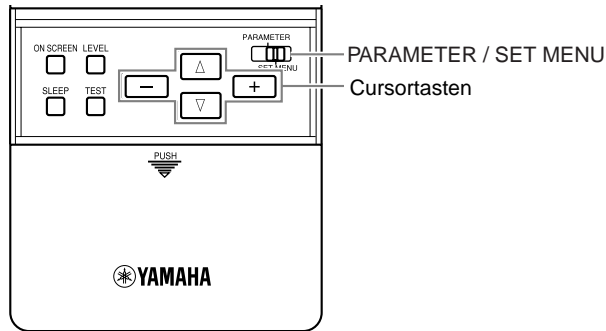 PARAMETER
ON SCREEN LEVEL
PARAMETER / SET MENU
SET MENU
SLEEP TEST
Cursortasten
PUSH
YAMAHA